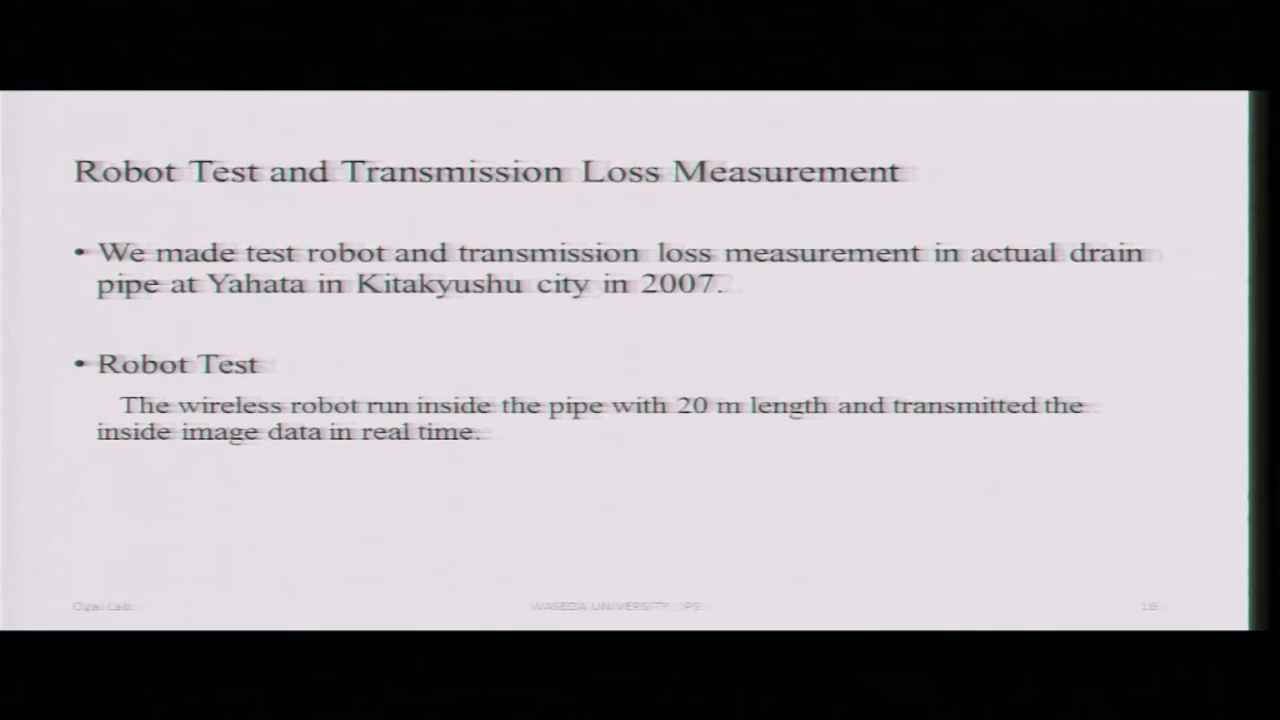 Robot Test and Transmission Loss Measurement
• We made test robot and transmission loss measurement in actual drain
pipe at Yahata in Kitakyushu city in 2007.
• Robot Test
The wireless robot run inside the pipe with 20 m length and transmitted the
inside image data in real time.
Ogai Lab. WASEDA UNIVERSITY, IPS 16